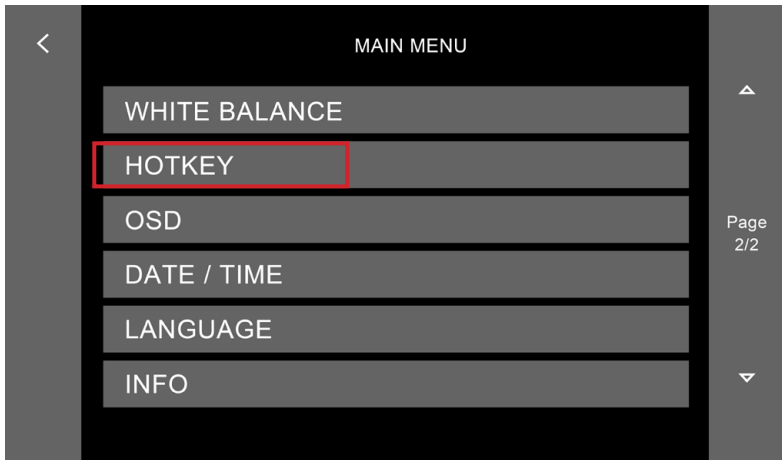 MAIN MENU
WHITE BALANCE
HOTKEY
OSD
DATE / TIME
LANGUAGE
INFO
Page
2/2